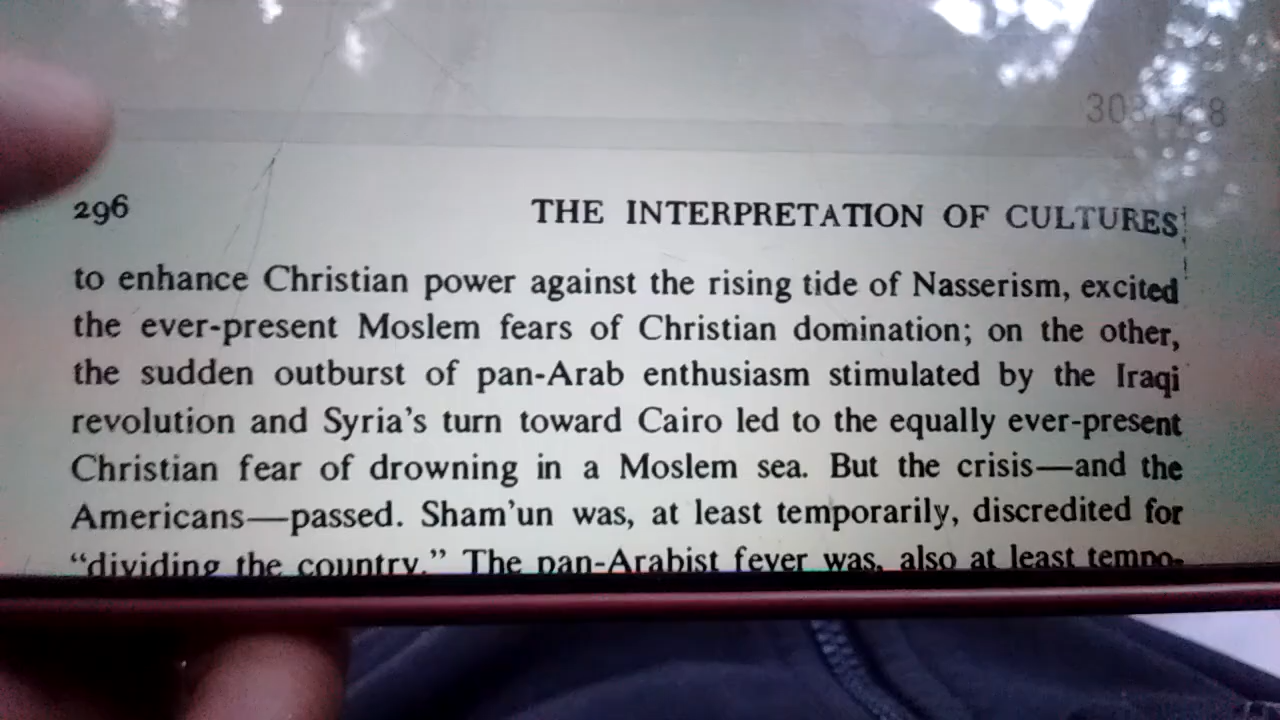 296 THE INTERPRETATION OF CULTURES
to enhance Christian power against the rising tide of Nasserism, excited
the ever-present Moslem fears of Christian domination; on the other,
the sudden outburst of pan-Arab enthusiasm stimulated by the Iraqi
revolution and Syria's turn toward Cairo led to the equally ever-present
Christian fear of drowning in a Moslem sea. But the crisis—and the
Americans—passed. Sham'un was, at least temporarily, discredited for
"dividing the country." The pan-Arabist fever was, also at least tempo-